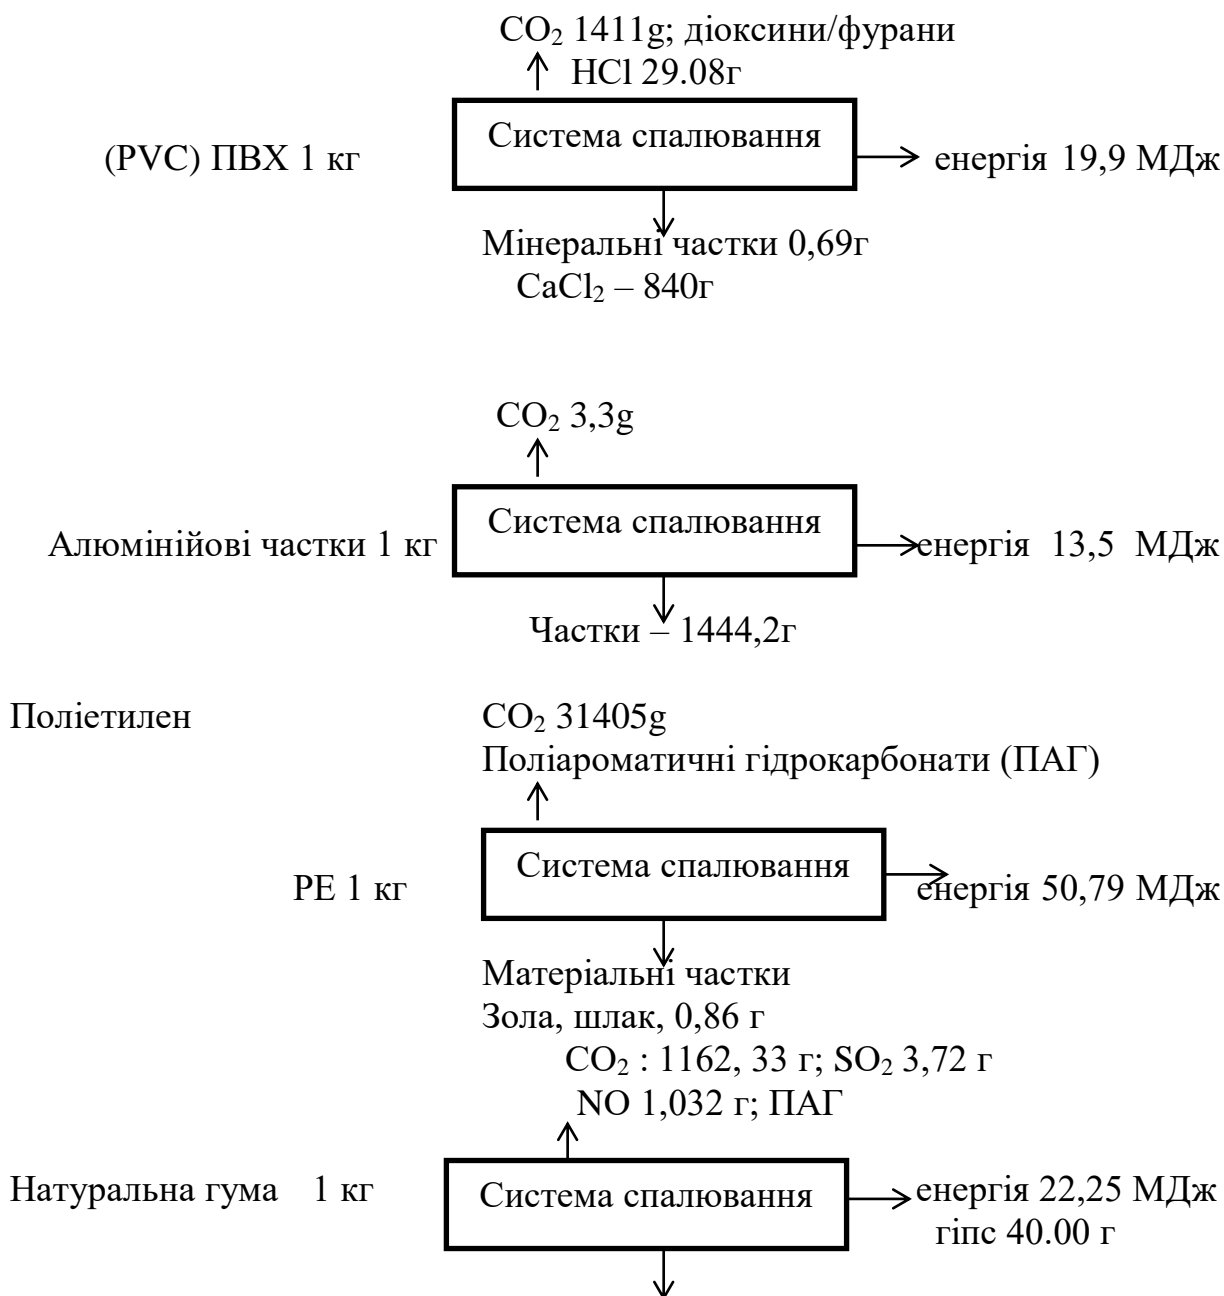 CO₂ 1411g; діоксини/фурани
HCl 29.08г
Система спалювання
(PVC) ПВХ 1 кг
енергія 19,9 МДж
Мінеральні частки 0,69г
CaCl₂ – 840г
CO₂ 3,3g
Система спалювання
Алюмінійові частки 1 кг
енергія 13,5 МДж
Частки – 1444,2г
Поліетилен
CO₂ 31405g
Поліароматичні гідрокарбонати (ПАГ)
Система спалювання
PE 1 кг
енергія 50,79 МДж
Матеріальні частки
Зола, шлак, 0,86 г
CO₂ : 1162, 33 г; SO₂ 3,72 г
NO 1,032 г; ПАГ
Натуральна гума 1 кг
Система спалювання
енергія 22,25 МДж
гіпс 40.00 г